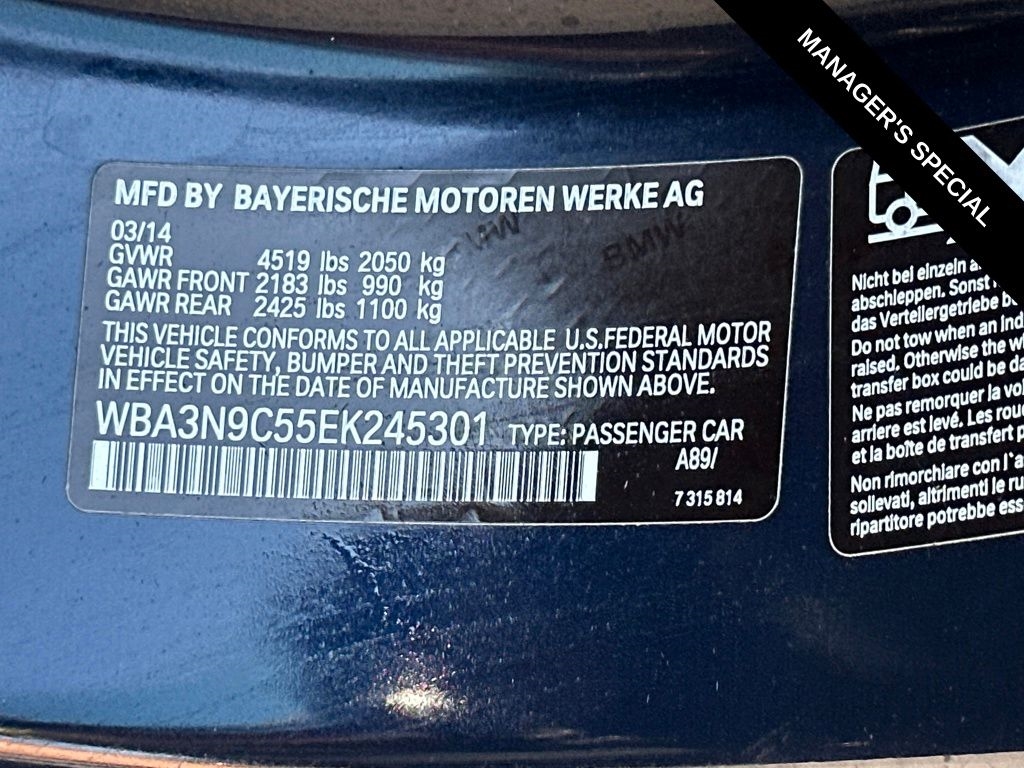 MANAGER'S SPECIAL
MFD BY BAYERISCHE MOTOREN WERKE AG
03/14
GVWR 4519 lbs 2050 kg
GAWR FRONT 2183 lbs 990 kg
GAWR REAR 2425 lbs 1100 kg
THIS VEHICLE CONFORMS TO ALL APPLICABLE U.S.FEDERAL MOTOR
VEHICLE SAFETY, BUMPER AND THEFT PREVENTION STANDARDS
IN EFFECT ON THE DATE OF MANUFACTURE SHOWN ABOVE.
WBA3N9C55EK245301 TYPE: PASSENGER CAR
A89/
7 315 814
BMW
Nicht bei einzeln
abschleppen. Sonst
das Verteilergetriebe
Do not tow when an
raised. Otherwise the
transfer box could be
Ne pas remorquer la
arriere est levé. Les
et la boîte de transfert
Non rimorchiare con
sollevati, altrimenti le
ripartitore potrebbe